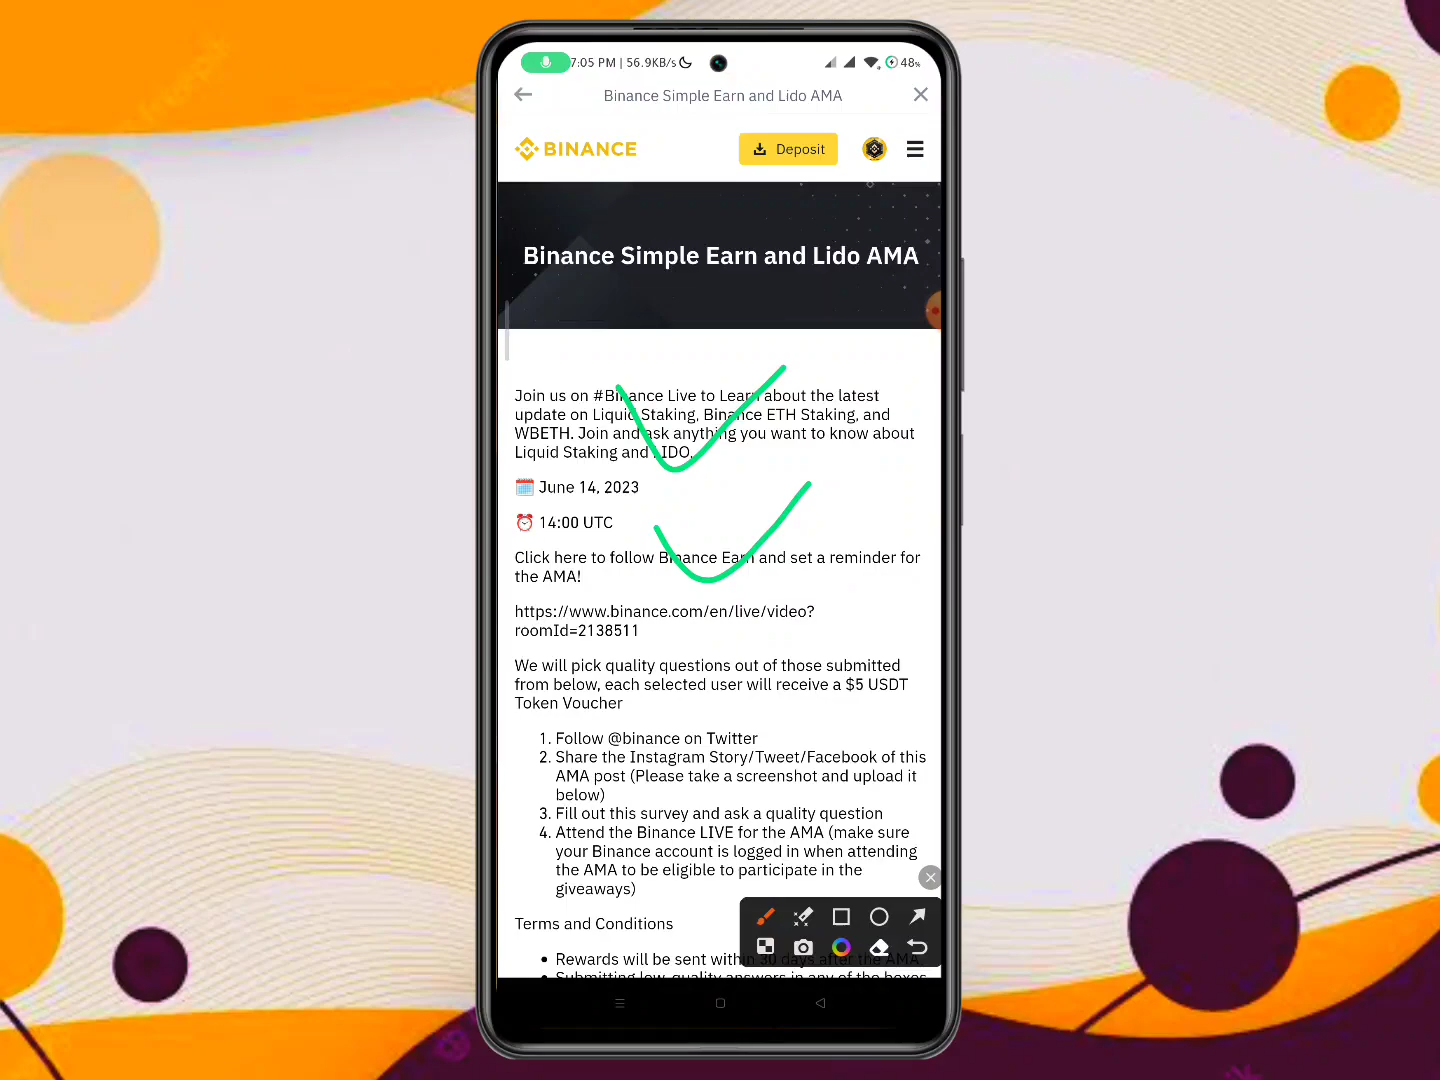 7:05 PM | 56.9KB/s
48%
Binance Simple Earn and Lido AMA
BINANCE
Deposit
Binance Simple Earn and Lido AMA
Join us on #Binance Live to Learn about the latest
update on Liquid Staking, Binance ETH Staking, and
WBETH. Join and ask anything you want to know about
Liquid Staking and LIDO.
June 14, 2023
14:00 UTC
Click here to follow Binance Earn and set a reminder for
the AMA!
https://www.binance.com/en/live/video?
roomId=2138511
We will pick quality questions out of those submitted
from below, each selected user will receive a $5 USDT
Token Voucher
1. Follow @binance on Twitter
2. Share the Instagram Story/Tweet/Facebook of this
AMA post (Please take a screenshot and upload it
below)
3. Fill out this survey and ask a quality question
4. Attend the Binance LIVE for the AMA (make sure
your Binance account is logged in when attending
the AMA to be eligible to participate in the
giveaways)
Terms and Conditions
• Rewards will be sent within 30 days after the AMA.
• Submitting low-quality answers in any of the boxes